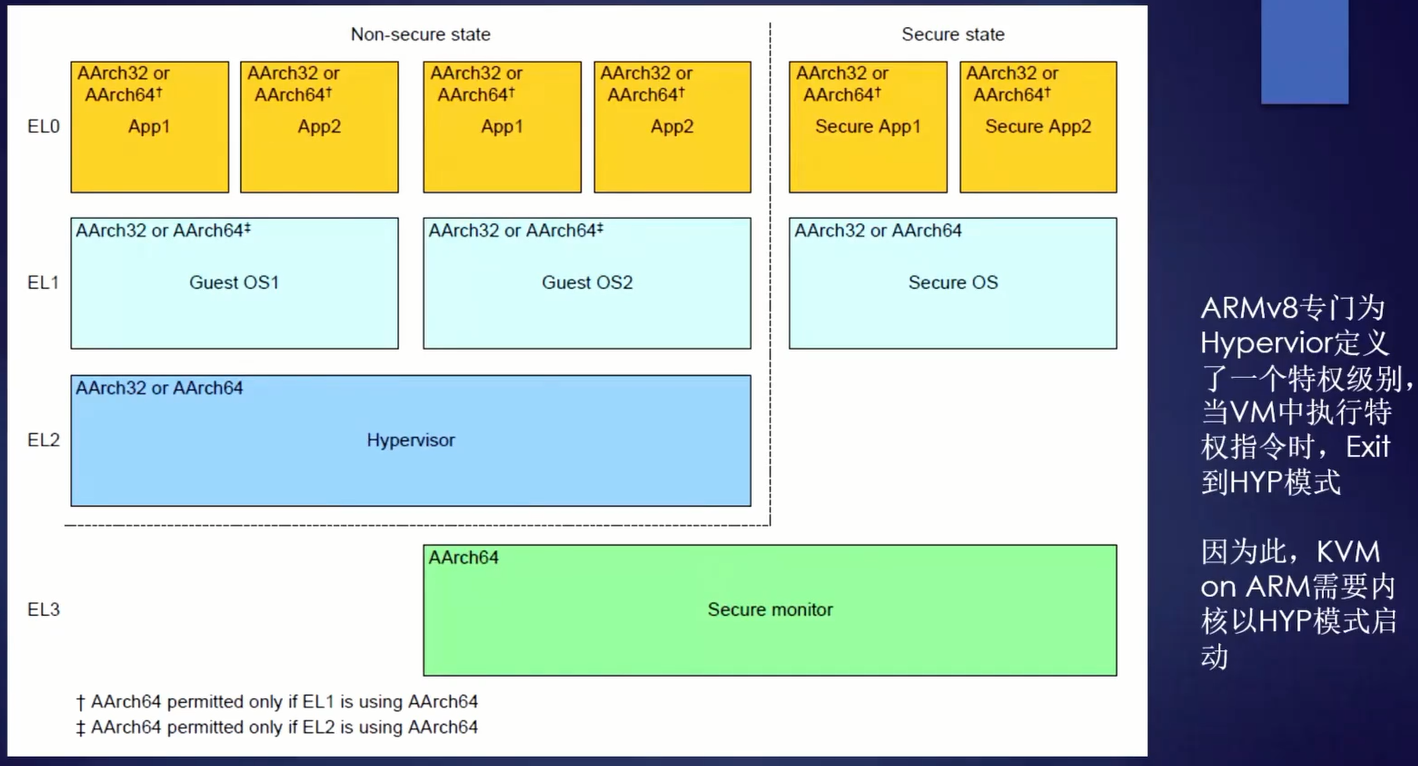 Non-secure state
Secure state
EL0
AArch32 or
AArch64†
App1
AArch32 or
AArch64†
App2
AArch32 or
AArch64†
App1
AArch32 or
AArch64†
App2
AArch32 or
AArch64†
Secure App1
AArch32 or
AArch64†
Secure App2
EL1
AArch32 or AArch64‡
Guest OS1
AArch32 or AArch64‡
Guest OS2
AArch32 or AArch64
Secure OS
EL2
AArch32 or AArch64
Hypervisor
EL3
AArch64
Secure monitor
† AArch64 permitted only if EL1 is using AArch64
‡ AArch64 permitted only if EL2 is using AArch64
ARMv8专门为
Hypervior定义
了一个特权级别，
当VM中执行特
权指令时，Exit
到HYP模式
因为此，KVM
on ARM需要内
核以HYP模式启
动